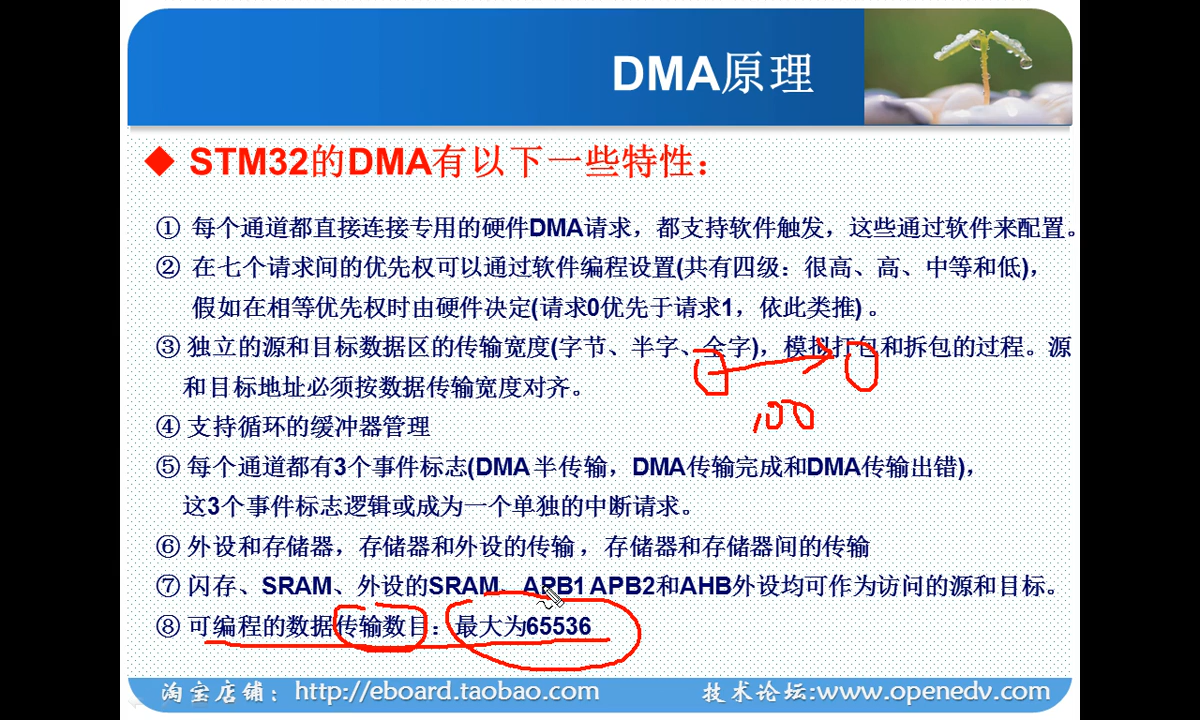 DMA原理
◆ STM32的DMA有以下一些特性：
① 每个通道都直接连接专用的硬件DMA请求，都支持软件触发，这些通过软件来配置。
② 在七个请求间的优先权可以通过软件编程设置(共有四级：很高、高、中等和低)，
假如在相等优先权时由硬件决定(请求0优先于请求1，依此类推) 。
③ 独立的源和目标数据区的传输宽度(字节、半字、全字)，模拟打包和拆包的过程。源
和目标地址必须按数据传输宽度对齐。
100
④ 支持循环的缓冲器管理
⑤ 每个通道都有3个事件标志(DMA 半传输，DMA传输完成和DMA传输出错)，
这3个事件标志逻辑或成为一个单独的中断请求。
⑥ 外设和存储器，存储器和外设的传输，存储器和存储器间的传输
⑦ 闪存、SRAM、外设的SRAM、APB1 APB2和AHB外设均可作为访问的源和目标。
⑧ 可编程的数据传输数目：最大为65536
淘宝店铺：http://eboard.taobao.com
技术论坛:www.openedv.com